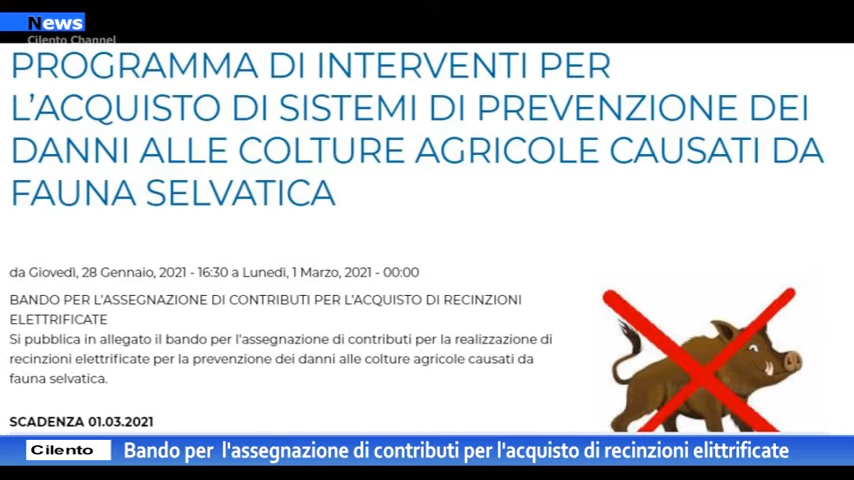 News
Cilento Channel
PROGRAMMA DI INTERVENTI PER
L'ACQUISTO DI SISTEMI DI PREVENZIONE DEI
DANNI ALLE COLTURE AGRICOLE CAUSATI DA
FAUNA SELVATICA
da Giovedì, 28 Gennaio, 2021 - 16:30 a Lunedì, 1 Marzo, 2021 - 00:00
BANDO PER L'ASSEGNAZIONE DI CONTRIBUTI PER L'ACQUISTO DI RECINZIONI
ELETTRIFICATE
Si pubblica in allegato il bando per l'assegnazione di contributi per la realizzazione di
recinzioni elettrificate per la prevenzione dei danni alle colture agricole causati da
fauna selvatica.
SCADENZA 01.03.2021
Cilento Bando per l'assegnazione di contributi per l'acquisto di recinzioni elittrificate